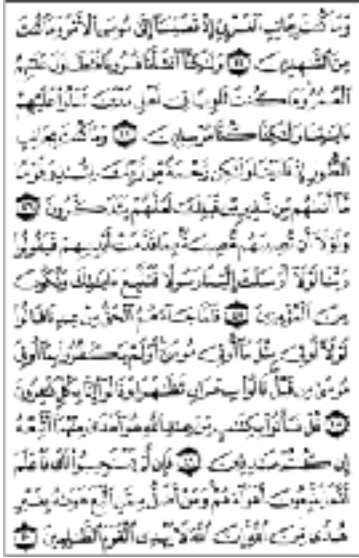 وَمَا كُنتَ بِجَانِبِ الْغَرْبِيِّ إِذْ قَضَيْنَا إِلَىٰ مُوسَى الْأَمْرَ وَمَا كُنتَ
مِنَ الشَّاهِدِينَ ٤٤ وَلَٰكِنَّا أَنشَأْنَا قُرُونًا فَتَطَاوَلَ عَلَيْهِمُ
الْعُمُرُ وَمَا كُنتَ ثَاوِيًا فِي أَهْلِ مَدْيَنَ تَتْلُو عَلَيْهِمْ
آيَاتِنَا وَلَٰكِنَّا كُنَّا مُرْسِلِينَ ٤٥ وَمَا كُنتَ بِجَانِبِ
الطُّورِ إِذْ نَادَيْنَا وَلَٰكِن رَّحْمَةً مِّن رَّبِّكَ لِتُنذِرَ قَوْمًا
مَّا أَتَاهُم مِّن نَّذِيرٍ مِّن قَبْلِكَ لَعَلَّهُمْ يَتَذَكَّرُونَ ٤٦
وَلَوْلَا أَن تُصِيبَهُم مُّصِيبَةٌ بِمَا قَدَّمَتْ أَيْدِيهِمْ فَيَقُولُوا
رَبَّنَا لَوْلَا أَرْسَلْتَ إِلَيْنَا رَسُولًا فَنَتَّبِعَ آيَاتِكَ وَنَكُونَ
مِنَ الْمُؤْمِنِينَ ٤٧ فَلَمَّا جَاءَهُمُ الْحَقُّ مِنْ عِندِنَا قَالُوا
لَوْلَا أُوتِيَ مِثْلَ مَا أُوتِيَ مُوسَىٰ أَوَلَمْ يَكْفُرُوا بِمَا أُوتِيَ
مُوسَىٰ مِن قَبْلُ قَالُوا سِحْرَانِ تَظَاهَرَا وَقَالُوا إِنَّا بِكُلٍّ كَافِرُونَ
٤٨ قُلْ فَأْتُوا بِكِتَابٍ مِّنْ عِندِ اللَّهِ هُوَ أَهْدَىٰ مِنْهُمَا أَتَّبِعْهُ
إِن كُنتُمْ صَادِقِينَ ٤٩ فَإِن لَّمْ يَسْتَجِيبُوا لَكَ فَاعْلَمْ
أَنَّمَا يَتَّبِعُونَ أَهْوَاءَهُمْ وَمَنْ أَضَلُّ مِمَّنِ اتَّبَعَ هَوَاهُ بِغَيْرِ
هُدًى مِّنَ اللَّهِ إِنَّ اللَّهَ لَا يَهْدِي الْقَوْمَ الظَّالِمِينَ ٥٠